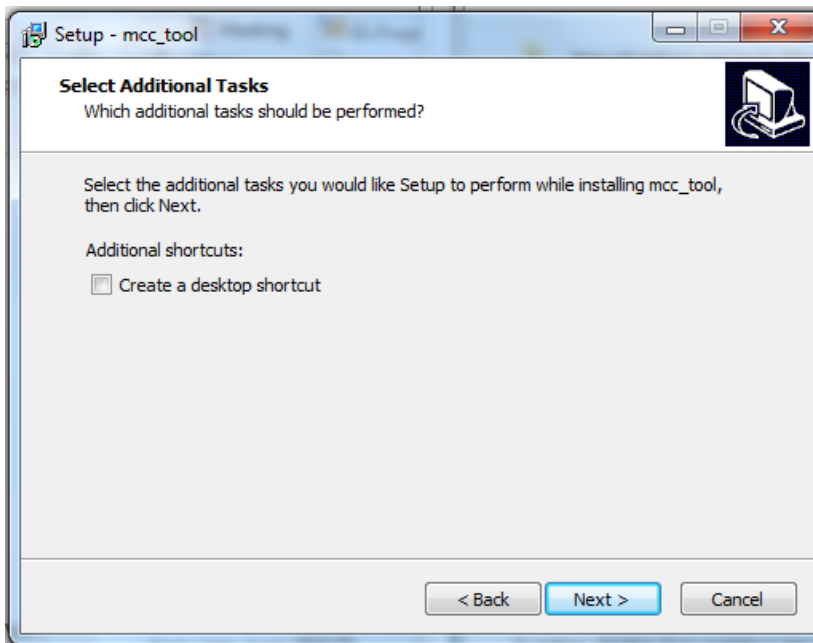 Setup - mcc_tool
Select Additional Tasks
Which additional tasks should be performed?
Select the additional tasks you would like Setup to perform while installing mcc_tool,
then click Next.
Additional shortcuts:
Create a desktop shortcut
< Back
Next >
Cancel